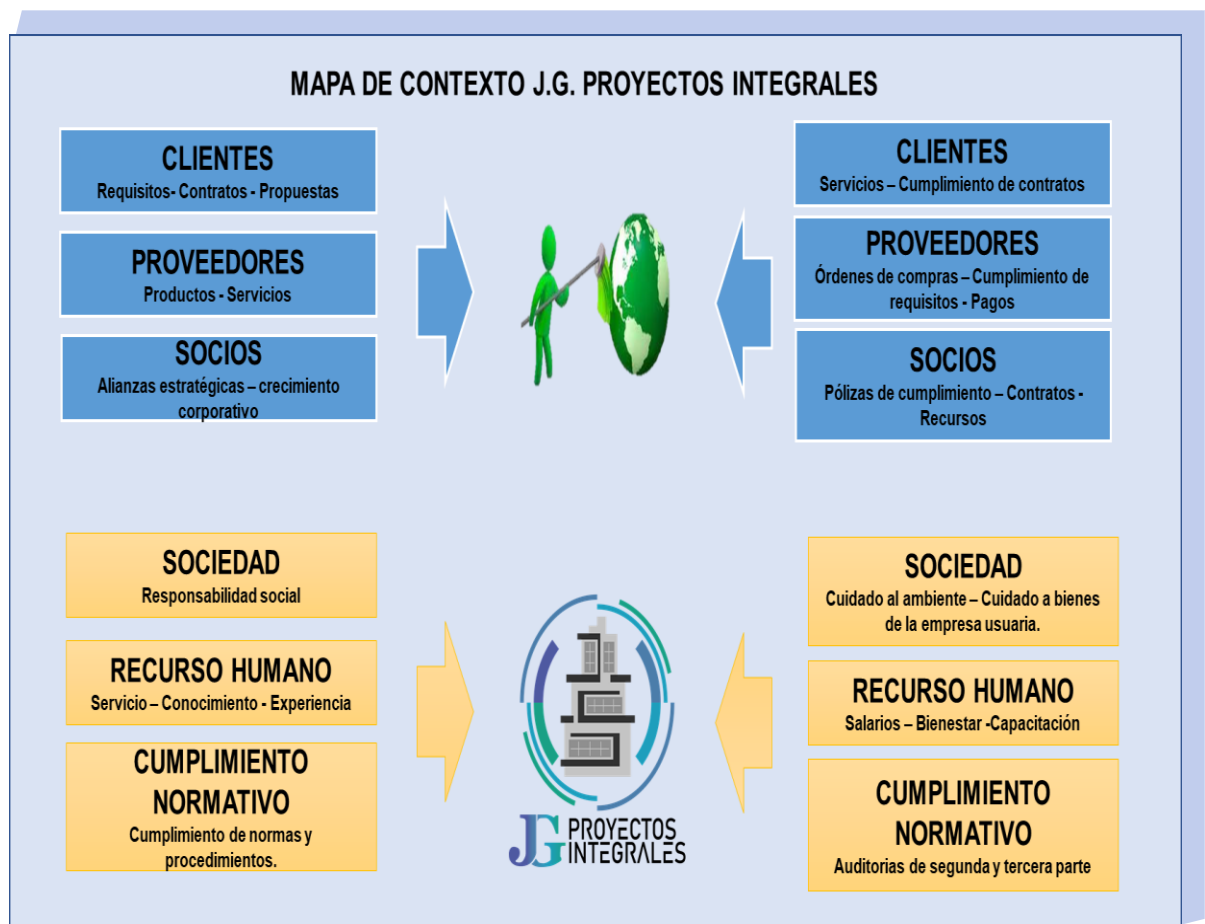 MAPA DE CONTEXTO J.G. PROYECTOS INTEGRALES
CLIENTES
Requisitos- Contratos - Propuestas
PROVEEDORES
Productos - Servicios
SOCIOS
Alianzas estratégicas – crecimiento
corporativo
CLIENTES
Servicios – Cumplimiento de contratos
PROVEEDORES
Órdenes de compras – Cumplimiento de
requisitos - Pagos
SOCIOS
Pólizas de cumplimiento – Contratos -
Recursos
SOCIEDAD
Responsabilidad social
RECURSO HUMANO
Servicio – Conocimiento - Experiencia
CUMPLIMIENTO
NORMATIVO
Cumplimiento de normas y
procedimientos.
JG PROYECTOS
INTEGRALES
SOCIEDAD
Cuidado al ambiente – Cuidado a bienes
de la empresa usuaria.
RECURSO HUMANO
Salarios – Bienestar -Capacitación
CUMPLIMIENTO
NORMATIVO
Auditorias de segunda y tercera parte